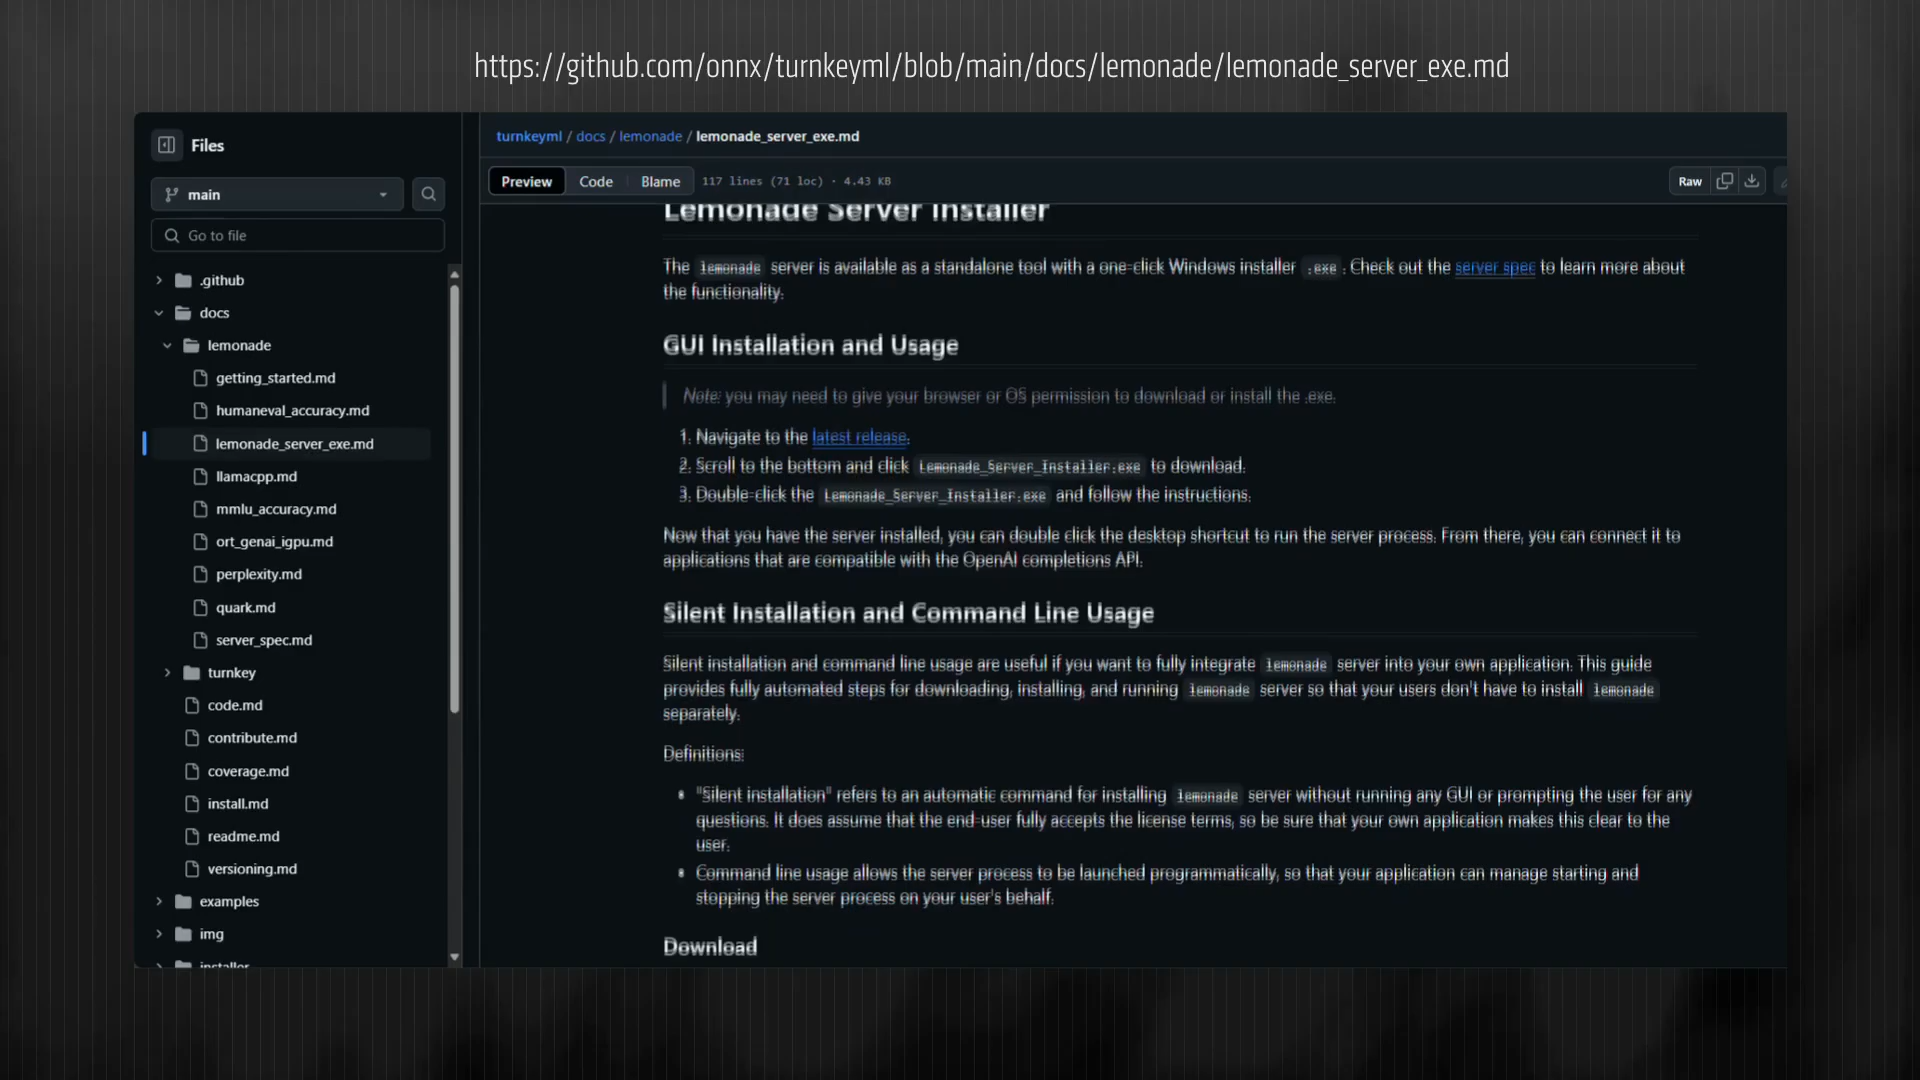 https://github.com/onnx/turnkeyml/blob/main/docs/lemonade/lemonade_server_exe.md
Files
main
Go to file
.github
docs
lemonade
getting_started.md
humaneval_accuracy.md
lemonade_server_exe.md
llamacpp.md
mmlu_accuracy.md
ort_genai_igpu.md
perplexity.md
quark.md
server_spec.md
turnkey
code.md
contribute.md
coverage.md
install.md
readme.md
versioning.md
examples
img
installer
turnkeyml / docs / lemonade / lemonade_server_exe.md
Preview Code Blame 117 lines (71 loc) · 4.43 KB Raw
Lemonade Server Installer
The lemonade server is available as a standalone tool with a one-click Windows installer .exe. Check out the server spec to learn more about
the functionality.
GUI Installation and Usage
Note: you may need to give your browser or OS permission to download or install the .exe.
1. Navigate to the latest release.
2. Scroll to the bottom and click Lemonade_Server_Installer.exe to download.
3. Double-click the Lemonade_Server_Installer.exe and follow the instructions.
Now that you have the server installed, you can double click the desktop shortcut to run the server process. From there, you can connect it to
applications that are compatible with the OpenAI completions API.
Silent Installation and Command Line Usage
Silent installation and command line usage are useful if you want to fully integrate lemonade server into your own application. This guide
provides fully automated steps for downloading, installing, and running lemonade server so that your users don't have to install lemonade
separately.
Definitions:
• "Silent installation" refers to an automatic command for installing lemonade server without running any GUI or prompting the user for any
questions. It does assume that the end-user fully accepts the license terms, so be sure that your own application makes this clear to the
user.
• Command line usage allows the server process to be launched programmatically, so that your application can manage starting and
stopping the server process on your user's behalf.
Download